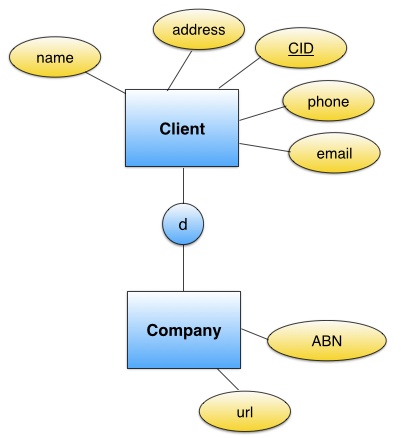 address
CID
name
phone
Client
email
d
Company
ABN
url